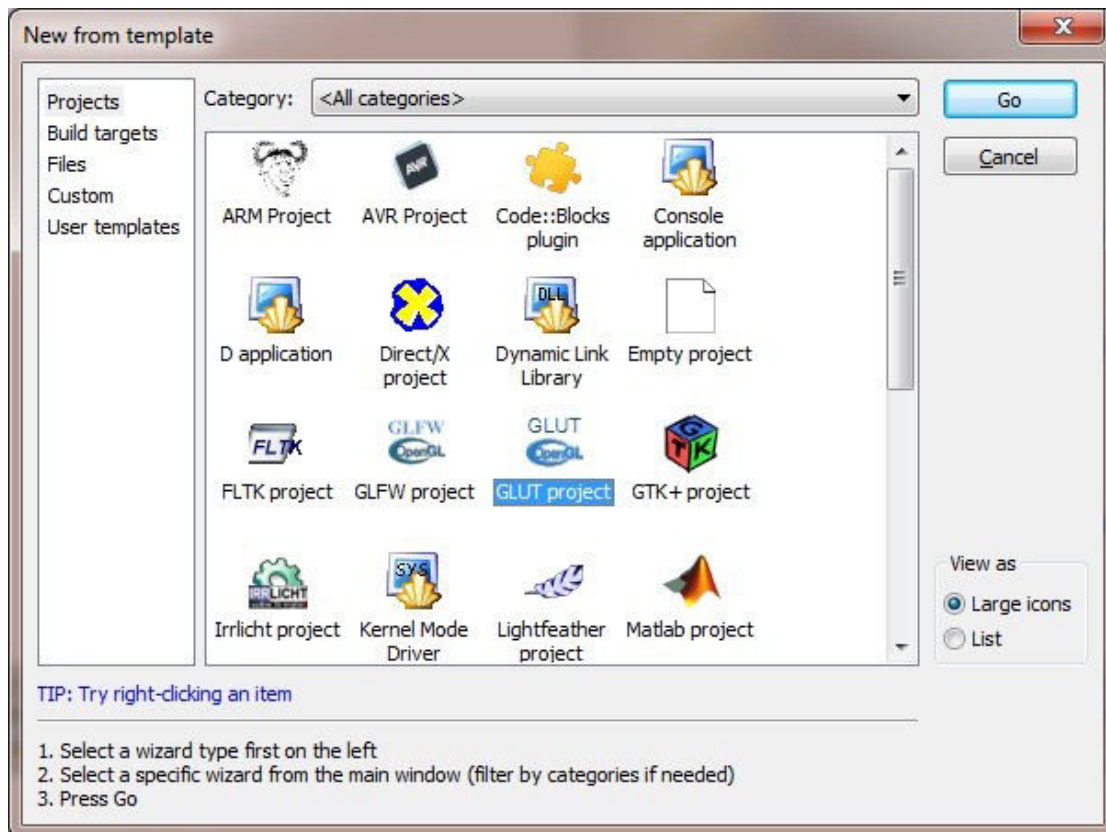 New from template
Projects
Build targets
Files
Custom
User templates
Category: <All categories>
Go
Cancel
AVR
ARM Project AVR Project Code::Blocks plugin Console application
DLL
D application Direct/X project Dynamic Link Library Empty project
FLTK
GLFW OpenGL
GLUT OpenGL
GTK
FLTK project GLFW project GLUT project GTK+ project
IRRLICHT
SYS
Irrlicht project Kernel Mode Driver Lightfeather project Matlab project
View as
Large icons
List
TIP: Try right-clicking an item
1. Select a wizard type first on the left
2. Select a specific wizard from the main window (filter by categories if needed)
3. Press Go